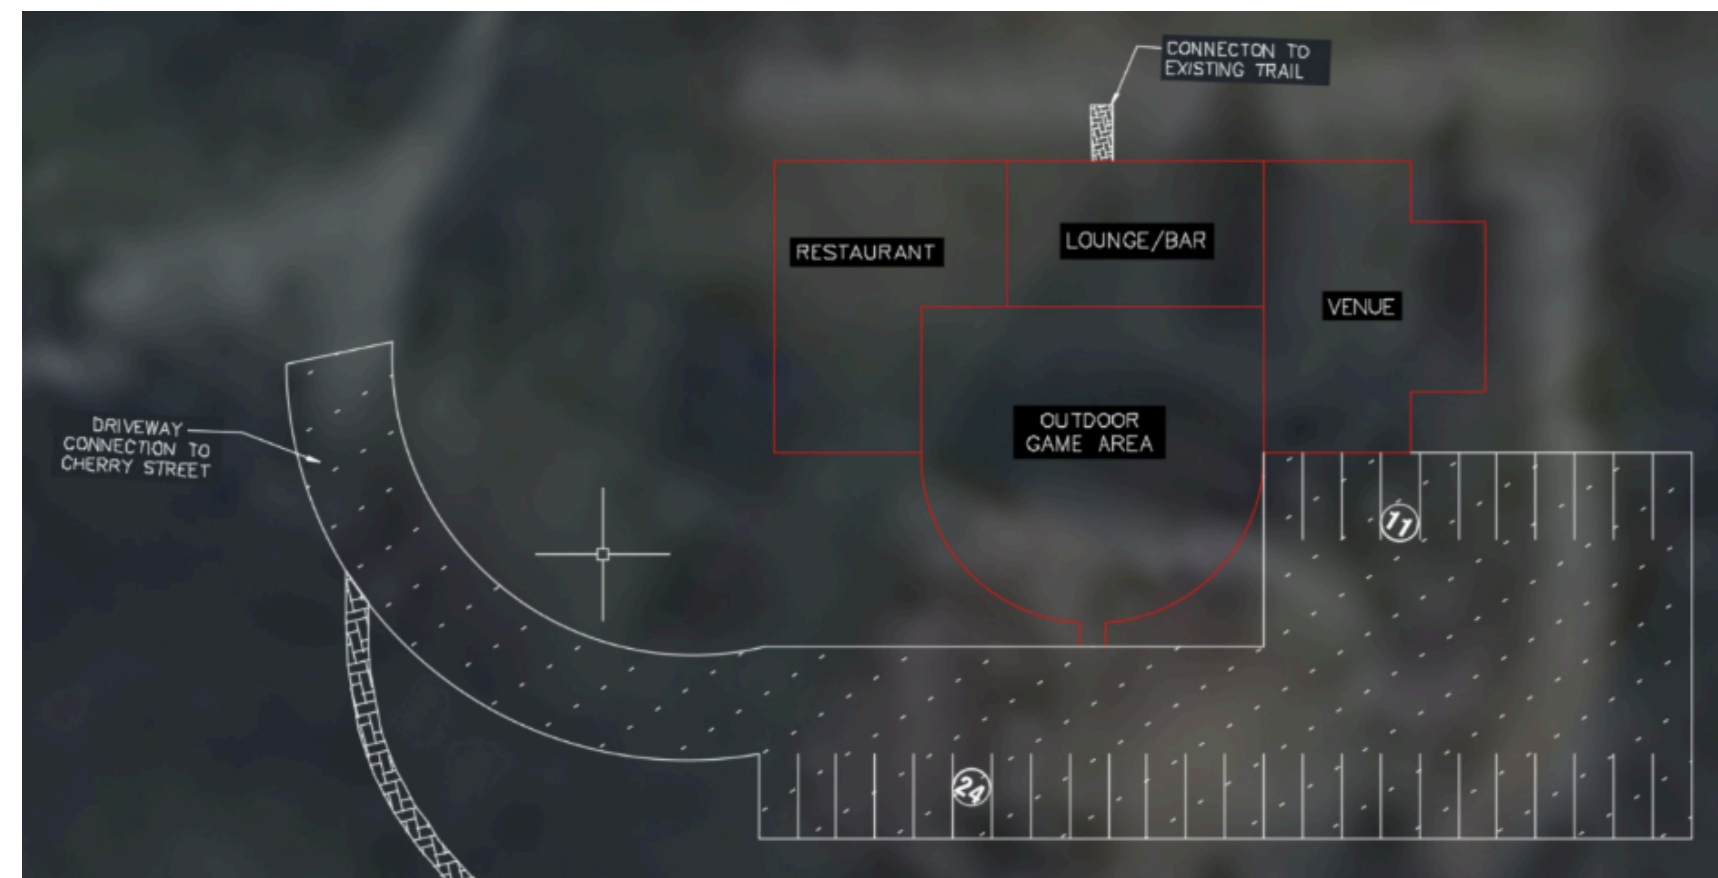 CONNECTON TO
EXISTING TRAIL
RESTAURANT
LOUNGE/BAR
VENUE
OUTDOOR
GAME AREA
DRIVEWAY
CONNECTION TO
CHERRY STREET
11
24